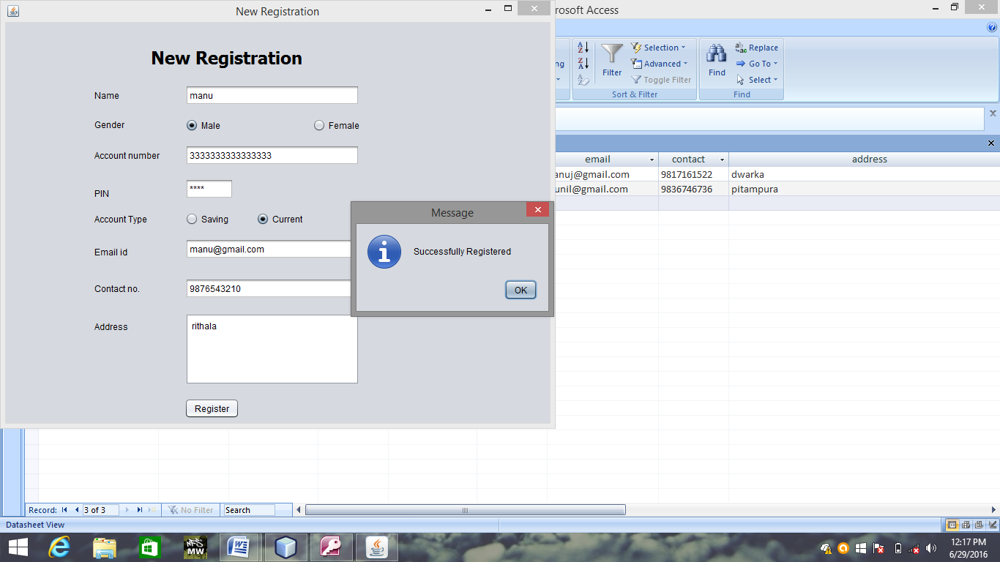 New Registration
New Registration
Name
manu
Gender
Male
Female
Account number
3333333333333333
PIN
****
Account Type
Saving
Current
Email id
manu@gmail.com
Contact no.
9876543210
Address
rithala
Register
Message
Successfully Registered
OK
rosoft Access
ng
Filter
Selection
Advanced
Toggle Filter
Sort & Filter
Find
Replace
Go To
Select
Find
email
contact
address
anuj@gmail.com
9817161522
dwarka
unil@gmail.com
9836746736
pitampura
Record:
3 of 3
No Filter
Search
Datasheet View
NFS
MW
12:17 PM
6/29/2016